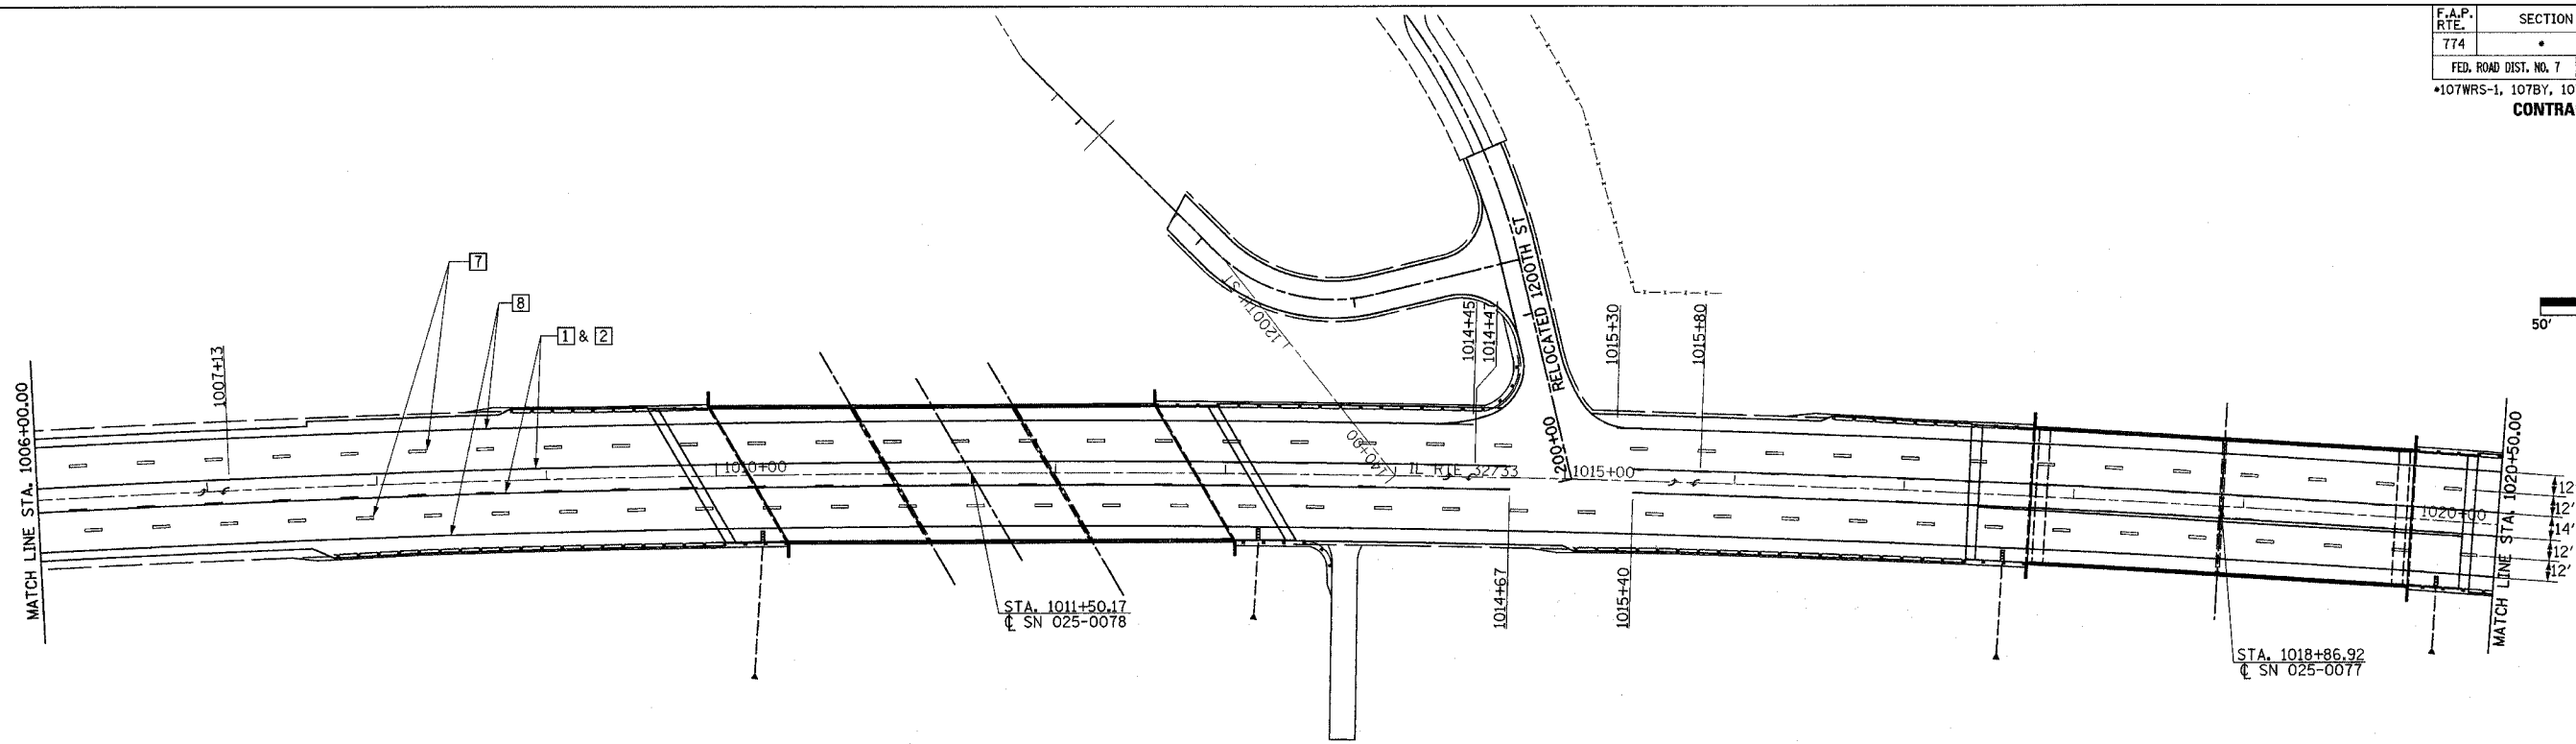 F.A.P. RTE.
SECTION
774
•
FED. ROAD DIST. NO. 7
*107WRS-1, 107BY, 10
CONTRA
50'
7
8
1 & 2
1007+13
MATCH LINE STA. 1006+00.00
1010+00
STA. 1011+50.17
℄ SN 025-0078
1200TH ST
140+00
IL RTE 32733
1014+45
1014+47
200+00 RELOCATED 1200TH ST
1015+00
1015+30
1015+80
1014+67
1015+40
STA. 1018+86.92
℄ SN 025-0077
1020+00
MATCH LINE STA. 1020+50.00
12'
12'
14'
12'
12'